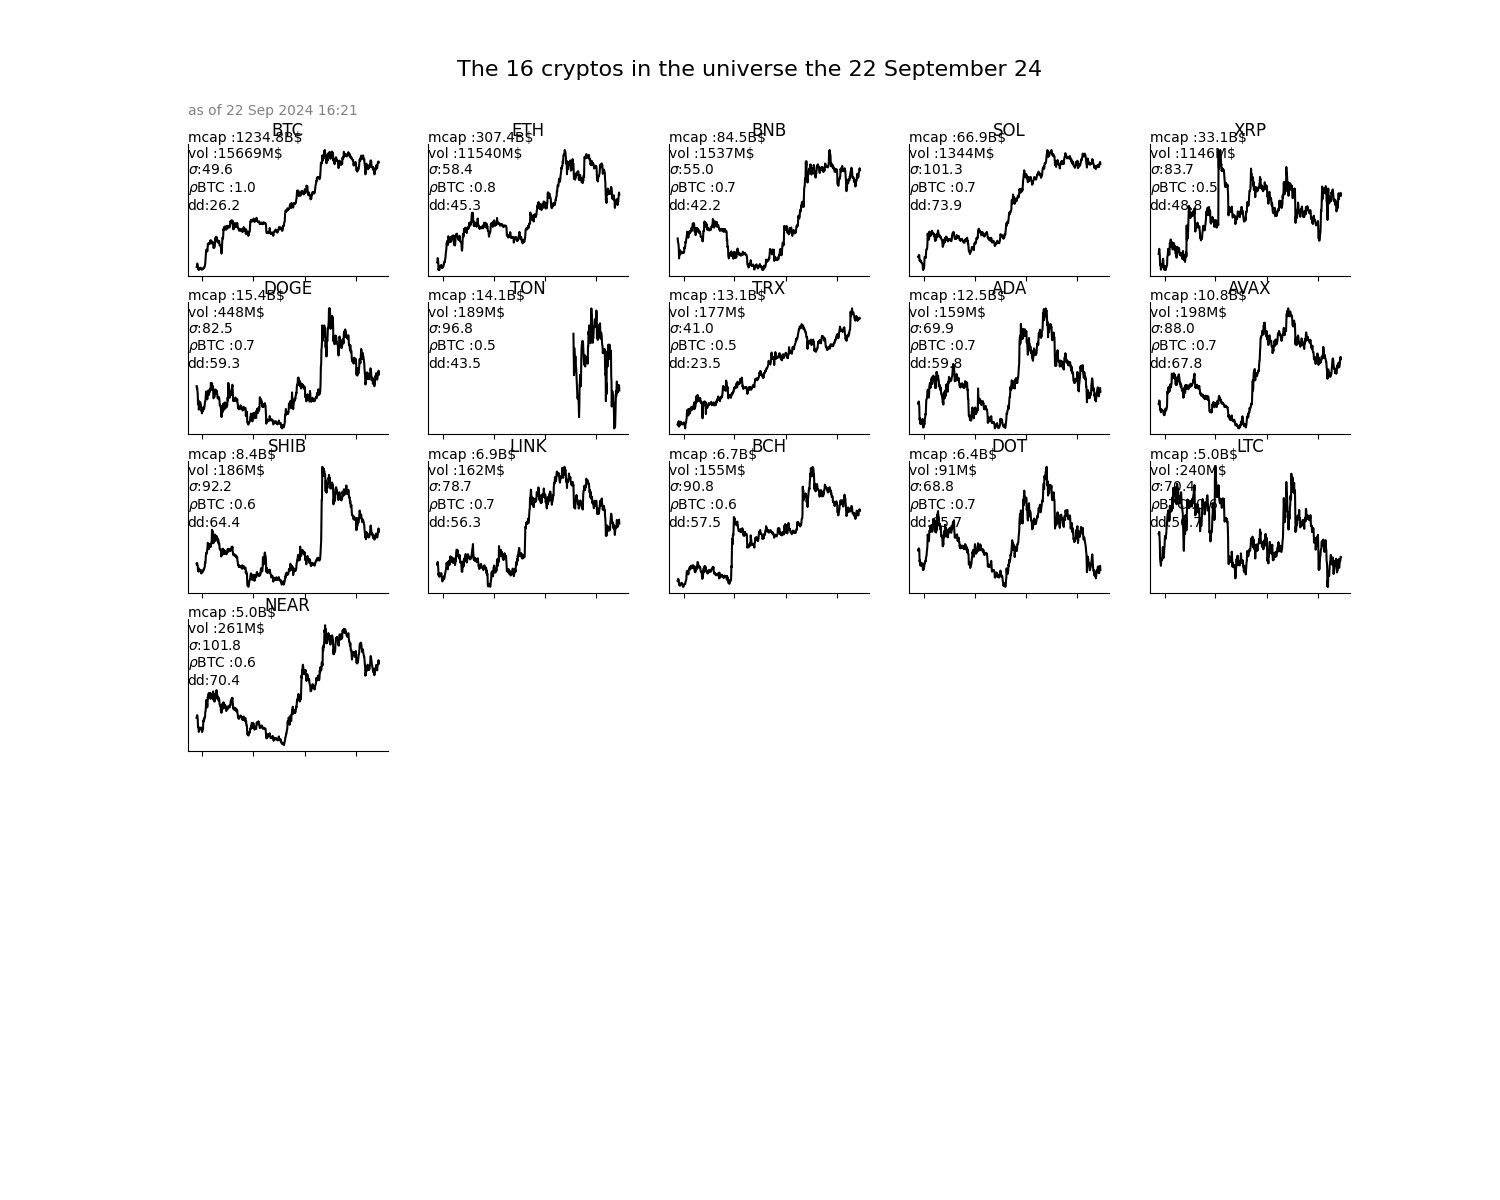 The 16 cryptos in the universe the 22 September 24
as of 22 Sep 2024 16:21
BTC
mcap :1234.8B$
vol :15669M$
σ:49.6
ρBTC :1.0
dd:26.2
ETH
mcap :307.4B$
vol :11540M$
σ:58.4
ρBTC :0.8
dd:45.3
BNB
mcap :84.5B$
vol :1537M$
σ:55.0
ρBTC :0.7
dd:42.2
SOL
mcap :66.9B$
vol :1344M$
σ:101.3
ρBTC :0.7
dd:73.9
XRP
mcap :33.1B$
vol :1146M$
σ:83.7
ρBTC :0.5
dd:48.8
DOGE
mcap :15.4B$
vol :448M$
σ:82.5
ρBTC :0.7
dd:59.3
TON
mcap :14.1B$
vol :189M$
σ:96.8
ρBTC :0.5
dd:43.5
TRX
mcap :13.1B$
vol :177M$
σ:41.0
ρBTC :0.5
dd:23.5
ADA
mcap :12.5B$
vol :159M$
σ:69.9
ρBTC :0.7
dd:59.8
AVAX
mcap :10.8B$
vol :198M$
σ:88.0
ρBTC :0.7
dd:67.8
SHIB
mcap :8.4B$
vol :186M$
σ:92.2
ρBTC :0.6
dd:64.4
LINK
mcap :6.9B$
vol :162M$
σ:78.7
ρBTC :0.7
dd:56.3
BCH
mcap :6.7B$
vol :155M$
σ:90.8
ρBTC :0.6
dd:57.5
DOT
mcap :6.4B$
vol :91M$
σ:68.8
ρBTC :0.7
LTC
mcap :5.0B$
vol :240M$
NEAR
mcap :5.0B$
vol :261M$
σ:101.8
ρBTC :0.6
dd:70.4